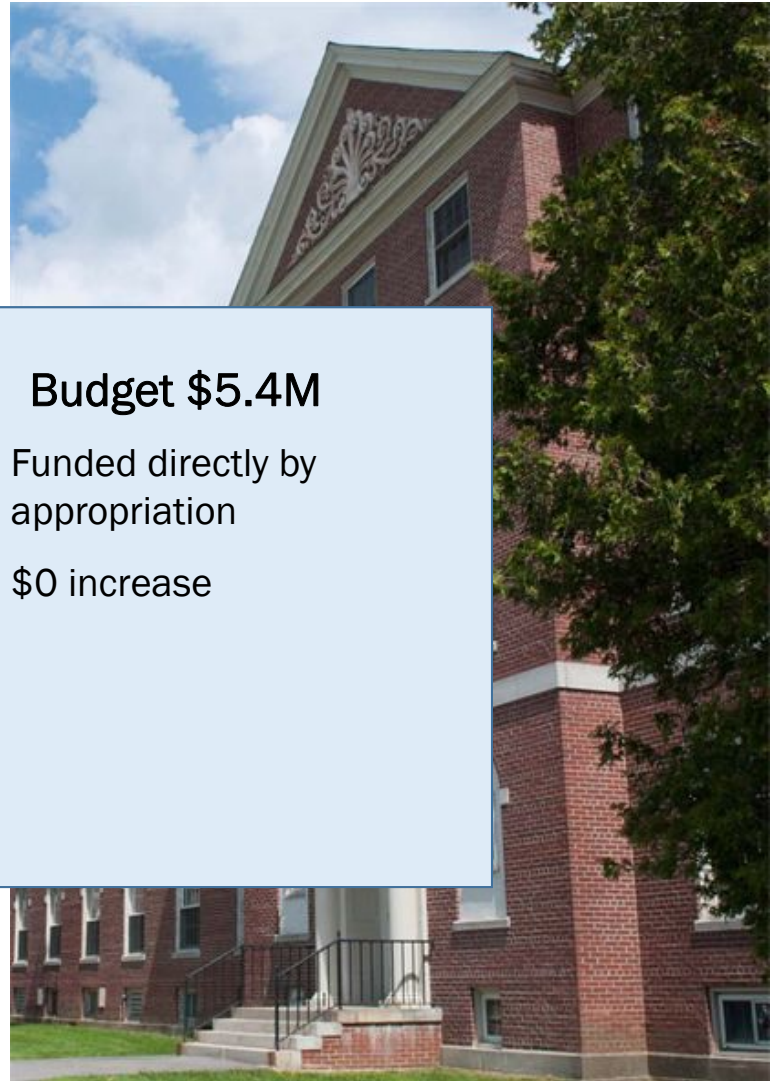 Budget $5.4M
Funded directly by
appropriation
$0 increase